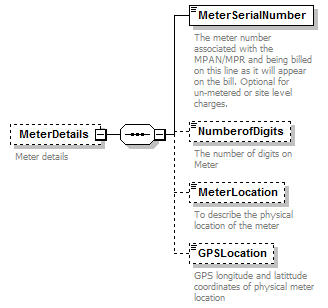 MeterSerialNumber
The meter number
associated with the
MPAN/MPR and being billed
on this line as it will appear
on the bill. Optional for
un-metered or site level
charges.
MeterDetails
Meter details
NumberofDigits
The number of digits on
Meter
MeterLocation
To describe the physical
location of the meter
GPSLocation
GPS longitude and latittude
coordinates of physical meter
location